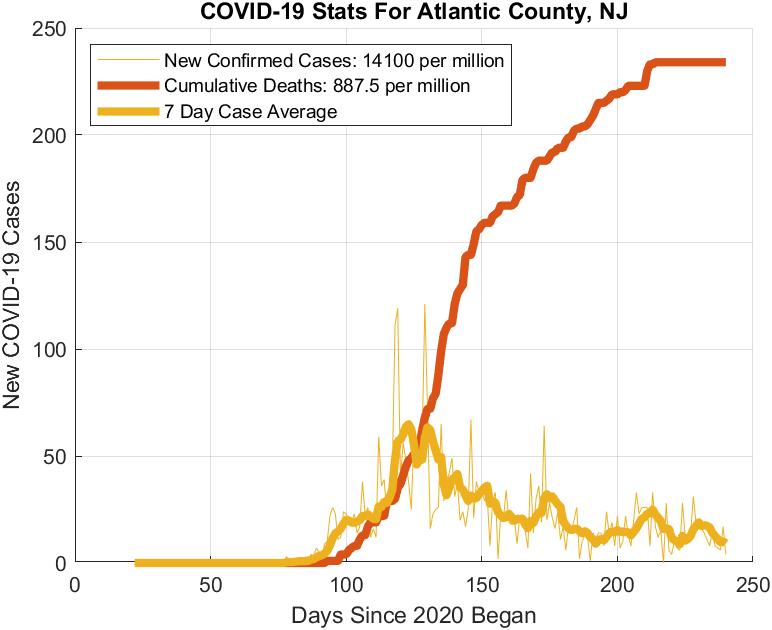 COVID-19 Stats For Atlantic County, NJ
250
New Confirmed Cases: 14100 per million
Cumulative Deaths: 887.5 per million
7 Day Case Average
200
150
100
50
0
New COVID-19 Cases
0 50 100 150 200 250
Days Since 2020 Began